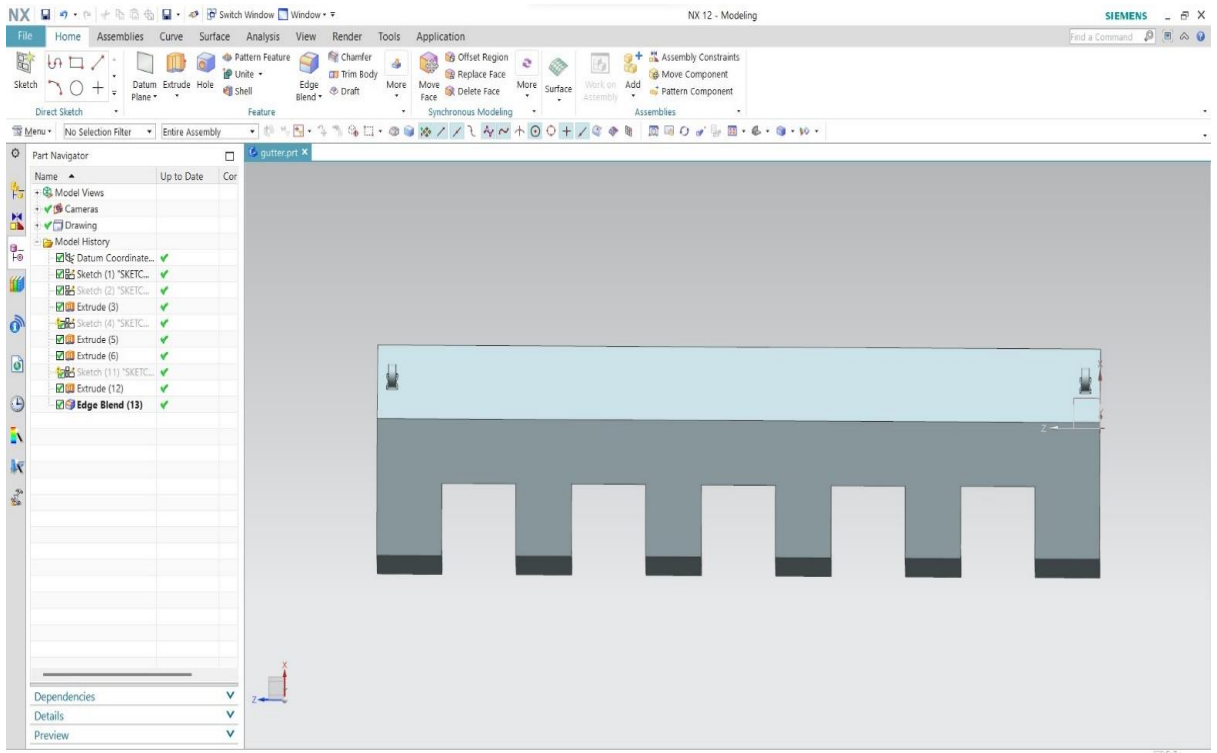 NX Switch Window Window NX 12 - Modeling SIEMENS
File Home Assemblies Curve Surface Analysis View Render Tools Application Find a Command
Sketch
Datum Plane
Extrude
Hole
Pattern Feature
Unite
Shell
Edge Blend
Chamfer
Trim Body
Draft
More
Move Face
Offset Region
Replace Face
Delete Face
More
Surface
Work on Assembly
Add
Assembly Constraints
Move Component
Pattern Component
Direct Sketch Feature Synchronous Modeling Assemblies
Menu No Selection Filter Entire Assembly
Part Navigator
gutter.prt
Name Up to Date Cor
Model Views
Cameras
Drawing
Model History
Datum Coordinate...
Sketch (1) "SKETC...
Sketch (2) "SKETC...
Extrude (3)
Sketch (4) "SKETC...
Extrude (5)
Extrude (6)
Sketch (11) "SKETC...
Extrude (12)
Edge Blend (13)
X
Z
X
Z
Dependencies
Details
Preview